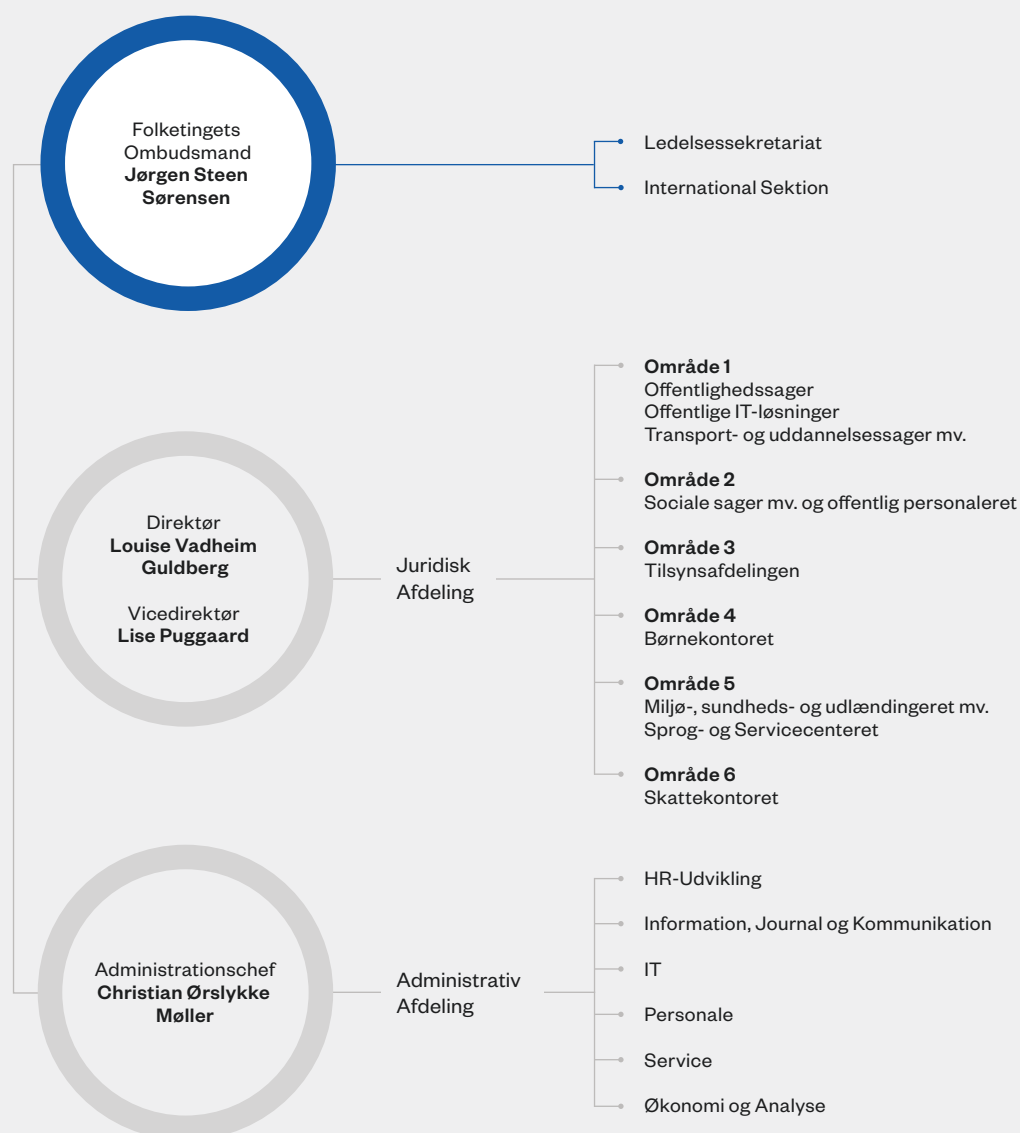 Folketingets
Ombudsmand
Jørgen Steen
Sørensen
Ledelsessekretariat
International Sektion
Direktør
Louise Vadheim
Guldberg
Vicedirektør
Lise Puggaard
Juridisk
Afdeling
Område 1
Offentlighedssager
Offentlige IT-løsninger
Transport- og uddannelsessager mv.
Område 2
Sociale sager mv. og offentlig personaleret
Område 3
Tilsynsafdelingen
Område 4
Børnekontoret
Område 5
Miljø-, sundheds- og udlændingeret mv.
Sprog- og Servicecenteret
Område 6
Skattekontoret
Administrationschef
Christian Ørslykke
Møller
Administrativ
Afdeling
HR-Udvikling
Information, Journal og Kommunikation
IT
Personale
Service
Økonomi og Analyse